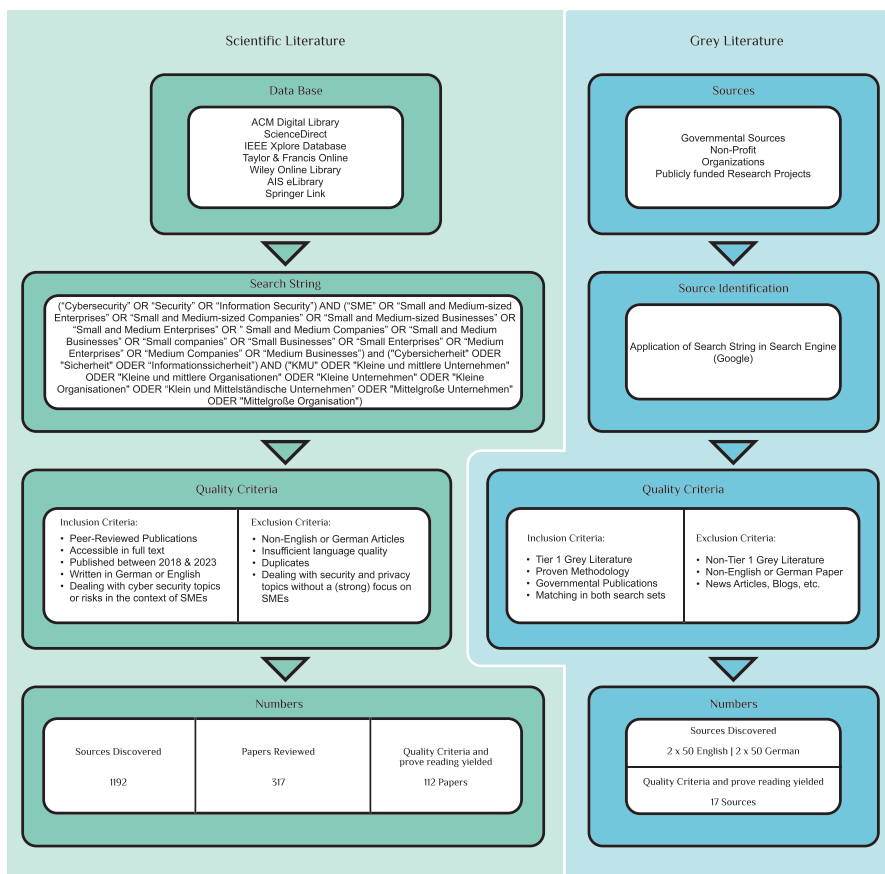 Scientific Literature
Data Base
ACM Digital Library
ScienceDirect
IEEE Xplore Database
Taylor & Francis Online
Wiley Online Library
AIS eLibrary
Springer Link
Search String
(“Cybersecurity” OR “Security” OR “Information Security”) AND (“SME” OR “Small and Medium-sized
Enterprises” OR “Small and Medium-sized Companies” OR “Small and Medium-sized Businesses” OR
“Small and Medium Enterprises” OR ” Small and Medium Companies” OR “Small and Medium
Businesses” OR “Small companies” OR “Small Businesses” OR “Small Enterprises” OR “Medium
Enterprises” OR “Medium Companies” OR “Medium Businesses”) and ("Cybersicherheit" ODER
"Sicherheit" ODER “Informationssicherheit”) AND ("KMU" ODER "Kleine und mittlere Unternehmen"
ODER "Kleine und mittlere Organisationen" ODER "Kleine Unternehmen" ODER "Kleine
Organisationen" ODER “Klein und Mittelständische Unternehmen” ODER "Mittelgroße Unternehmen"
ODER "Mittelgroße Organisation")
Quality Criteria
Inclusion Criteria:
• Peer-Reviewed Publications
• Accessible in full text
• Published between 2018 & 2023
• Written in German or English
• Dealing with cyber security topics
or risks in the context of SMEs
Exclusion Criteria:
• Non-English or German Articles
• Insufficient language quality
• Duplicates
• Dealing with security and privacy
topics without a (strong) focus on
SMEs
Numbers
Sources Discovered
1192
Papers Reviewed
317
Quality Criteria and
prove reading yielded
112 Papers
Grey Literature
Sources
Governmental Sources
Non-Profit
Organizations
Publicly funded Research Projects
Source Identification
Application of Search String in Search Engine
(Google)
Quality Criteria
Inclusion Criteria:
• Tier 1 Grey Literature
• Proven Methodology
• Governmental Publications
• Matching in both search sets
Exclusion Criteria:
• Non-Tier 1 Grey Literature
• Non-English or German Paper
• News Articles, Blogs, etc.
Numbers
Sources Discovered
2 x 50 English | 2 x 50 German
Quality Criteria and prove reading yielded
17 Sources